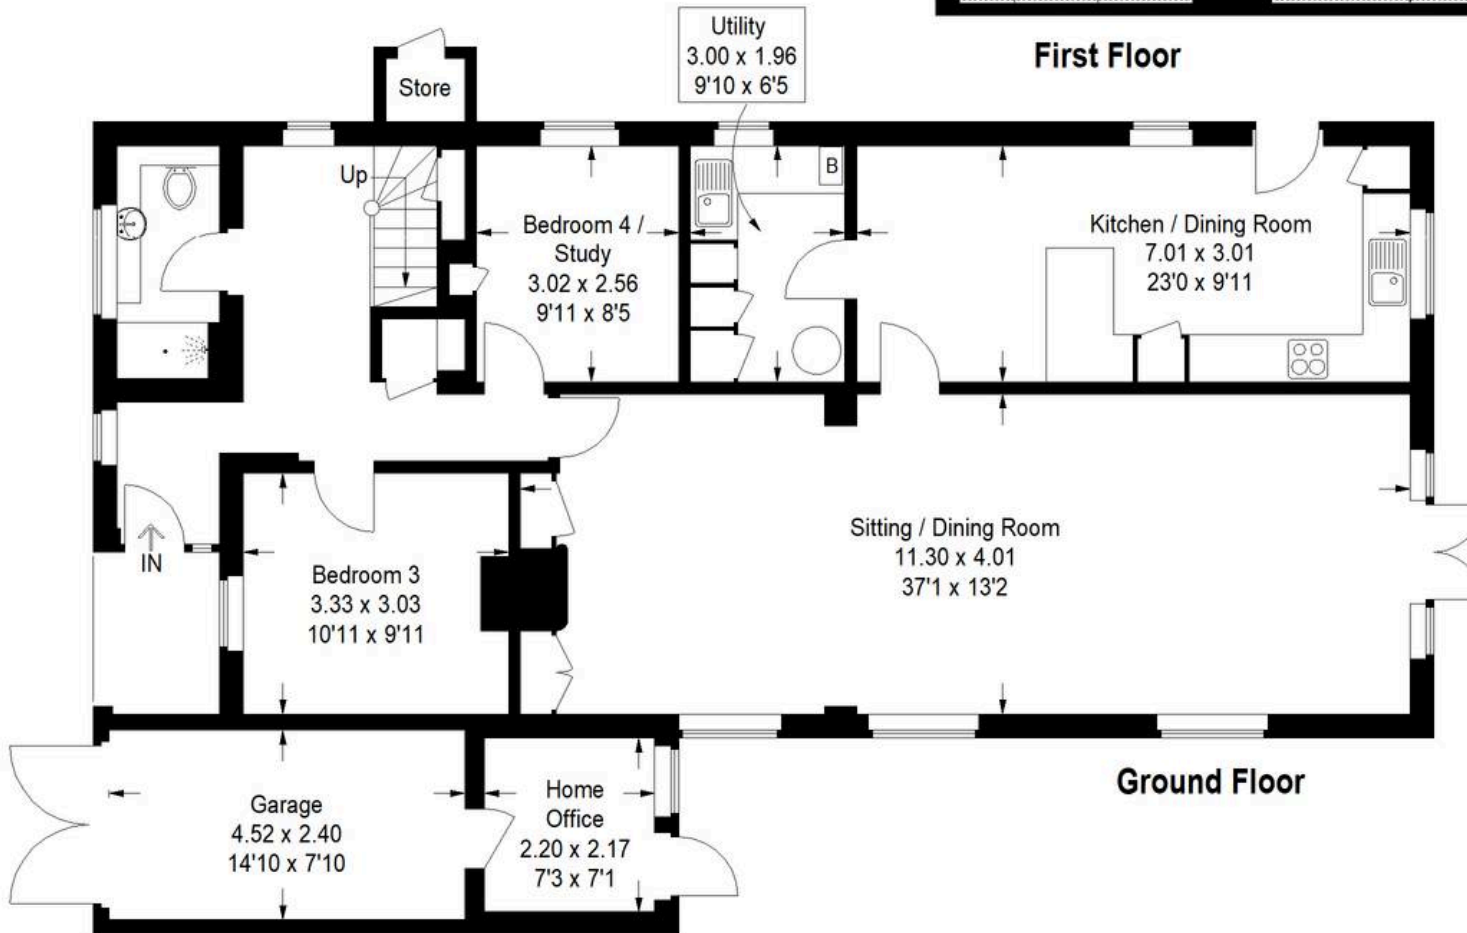 First Floor
Utility
3.00 x 1.96
9'10 x 6'5
Store
Up
B
Bedroom 4 /
Study
3.02 x 2.56
9'11 x 8'5
Kitchen / Dining Room
7.01 x 3.01
23'0 x 9'11
IN
Bedroom 3
3.33 x 3.03
10'11 x 9'11
Sitting / Dining Room
11.30 x 4.01
37'1 x 13'2
Ground Floor
Garage
4.52 x 2.40
14'10 x 7'10
Home
Office
2.20 x 2.17
7'3 x 7'1